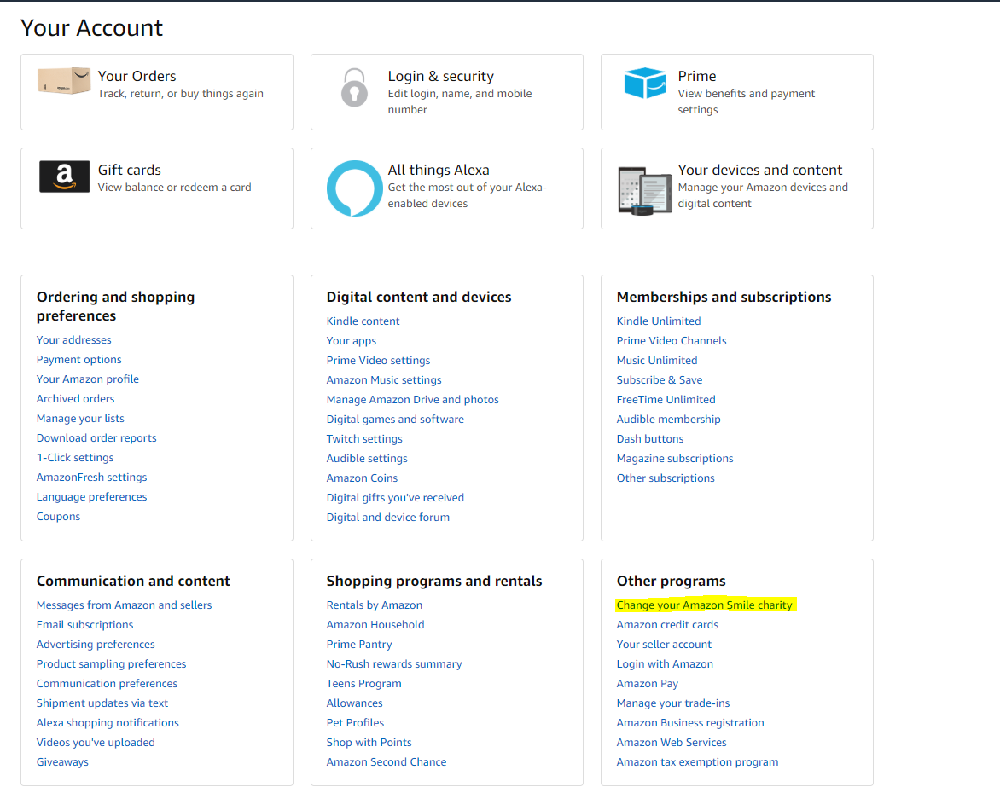 Your Account
Your Orders
Track, return, or buy things again
Login & security
Edit login, name, and mobile
number
Prime
View benefits and payment
settings
Gift cards
View balance or redeem a card
All things Alexa
Get the most out of your Alexa-
enabled devices
Your devices and content
Manage your Amazon devices and
digital content
Ordering and shopping
preferences
Your addresses
Payment options
Your Amazon profile
Archived orders
Manage your lists
Download order reports
1-Click settings
AmazonFresh settings
Language preferences
Coupons
Digital content and devices
Kindle content
Your apps
Prime Video settings
Amazon Music settings
Manage Amazon Drive and photos
Digital games and software
Twitch settings
Audible settings
Amazon Coins
Digital gifts you've received
Digital and device forum
Memberships and subscriptions
Kindle Unlimited
Prime Video Channels
Music Unlimited
Subscribe & Save
FreeTime Unlimited
Audible membership
Dash buttons
Magazine subscriptions
Other subscriptions
Communication and content
Messages from Amazon and sellers
Email subscriptions
Advertising preferences
Product sampling preferences
Communication preferences
Shipment updates via text
Alexa shopping notifications
Videos you've uploaded
Giveaways
Shopping programs and rentals
Rentals by Amazon
Amazon Household
Prime Pantry
No-Rush rewards summary
Teens Program
Allowances
Pet Profiles
Shop with Points
Amazon Second Chance
Other programs
Change your Amazon Smile charity
Amazon credit cards
Your seller account
Login with Amazon
Amazon Pay
Manage your trade-ins
Amazon Business registration
Amazon Web Services
Amazon tax exemption program